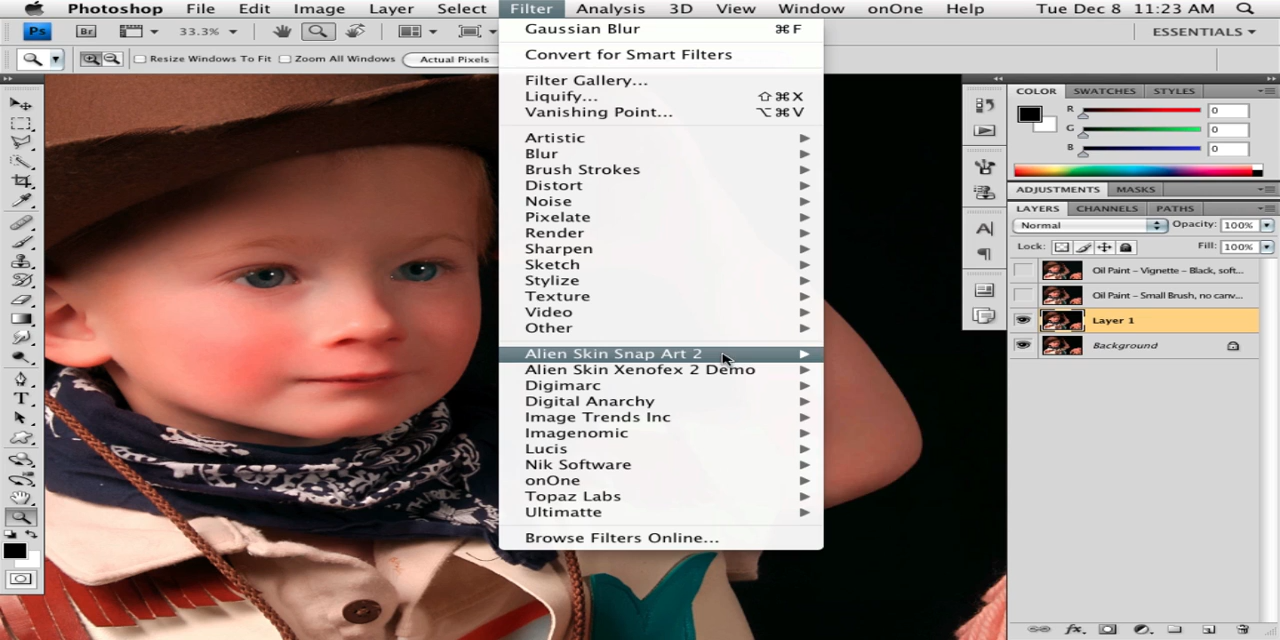 Photoshop File Edit Image Layer Select Filter Analysis 3D View Window onOne Help Tue Dec 8 11:23 AM
Ps Br 33.3% ESSENTIALS
Resize Windows To Fit Zoom All Windows Actual Pixels
Gaussian Blur ⌘F
Convert for Smart Filters
Filter Gallery...
Liquify... ⇧⌘X
Vanishing Point... ⌥⌘V
Artistic
Blur
Brush Strokes
Distort
Noise
Pixelate
Render
Sharpen
Sketch
Stylize
Texture
Video
Other
Alien Skin Snap Art 2
Alien Skin Xenofex 2 Demo
Digimarc
Digital Anarchy
Image Trends Inc
Imagenomic
Lucis
Nik Software
onOne
Topaz Labs
Ultimatte
Browse Filters Online...
COLOR SWATCHES STYLES
R 0
G 0
B 0
ADJUSTMENTS MASKS
LAYERS CHANNELS PATHS
Normal Opacity: 100%
Lock: Fill: 100%
Oil Paint – Vignette – Black, soft...
Oil Paint – Small Brush, no canv...
Layer 1
Background